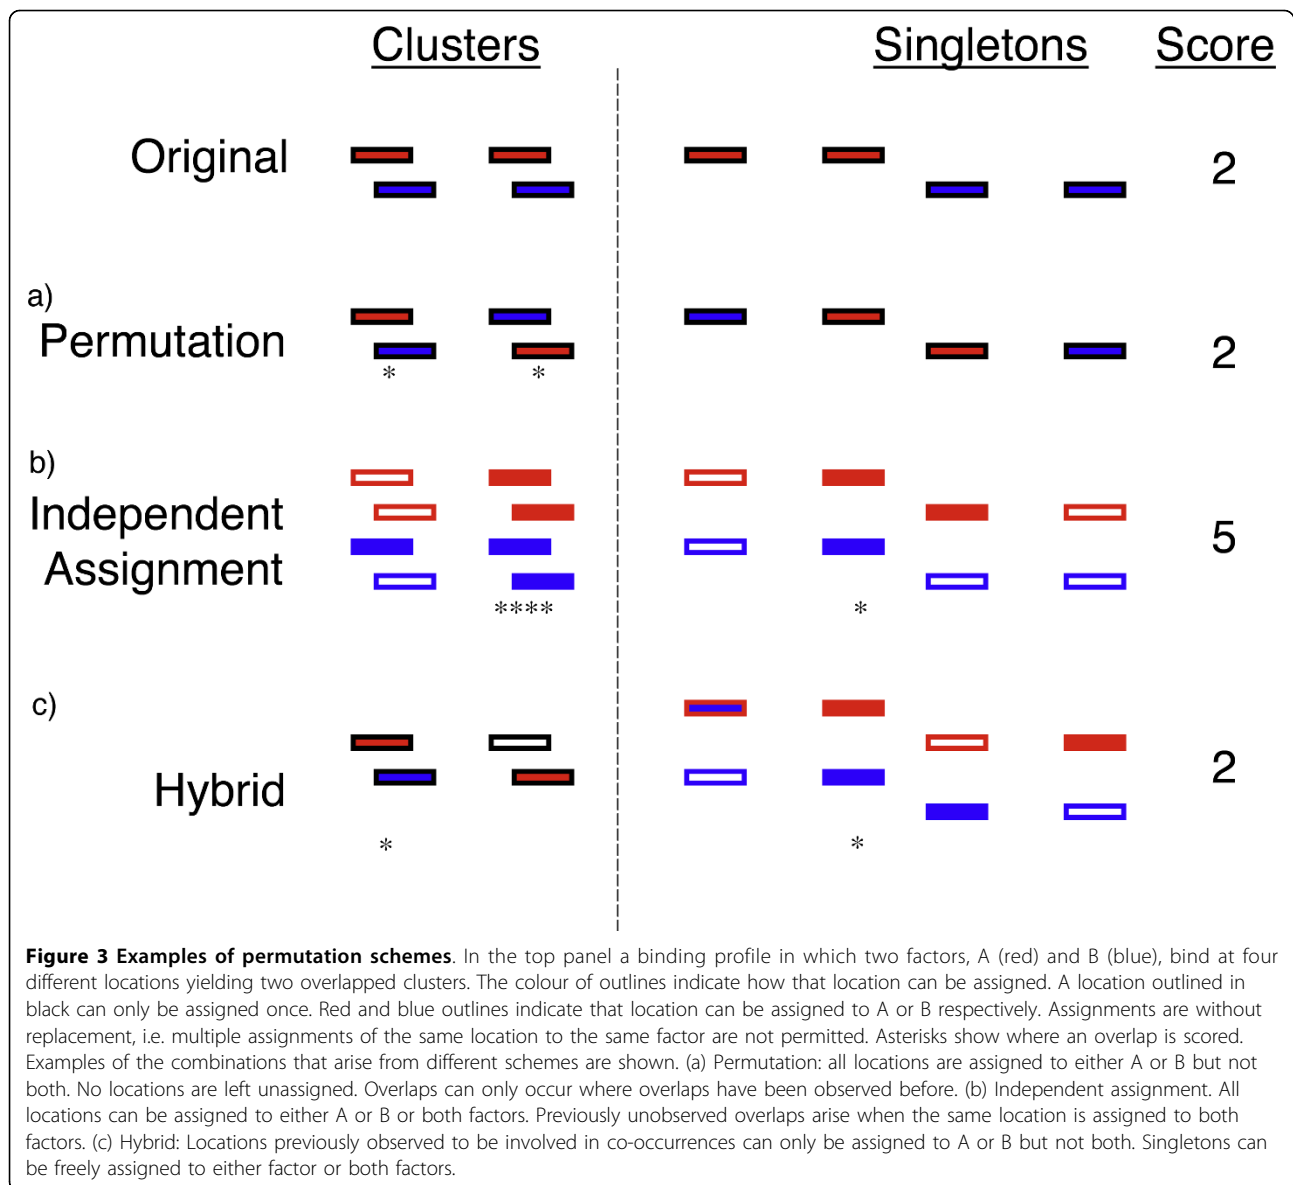 Clusters Singletons Score
Original 2
a)
Permutation 2
* *
b)
Independent
Assignment 5
**** *
c)
Hybrid 2
* *
Figure 3 Examples of permutation schemes. In the top panel a binding profile in which two factors, A (red) and B (blue), bind at four
different locations yielding two overlapped clusters. The colour of outlines indicate how that location can be assigned. A location outlined in
black can only be assigned once. Red and blue outlines indicate that location can be assigned to A or B respectively. Assignments are without
replacement, i.e. multiple assignments of the same location to the same factor are not permitted. Asterisks show where an overlap is scored.
Examples of the combinations that arise from different schemes are shown. (a) Permutation: all locations are assigned to either A or B but not
both. No locations are left unassigned. Overlaps can only occur where overlaps have been observed before. (b) Independent assignment. All
locations can be assigned to either A or B or both factors. Previously unobserved overlaps arise when the same location is assigned to both
factors. (c) Hybrid: Locations previously observed to be involved in co-occurrences can only be assigned to A or B but not both. Singletons can
be freely assigned to either factor or both factors.